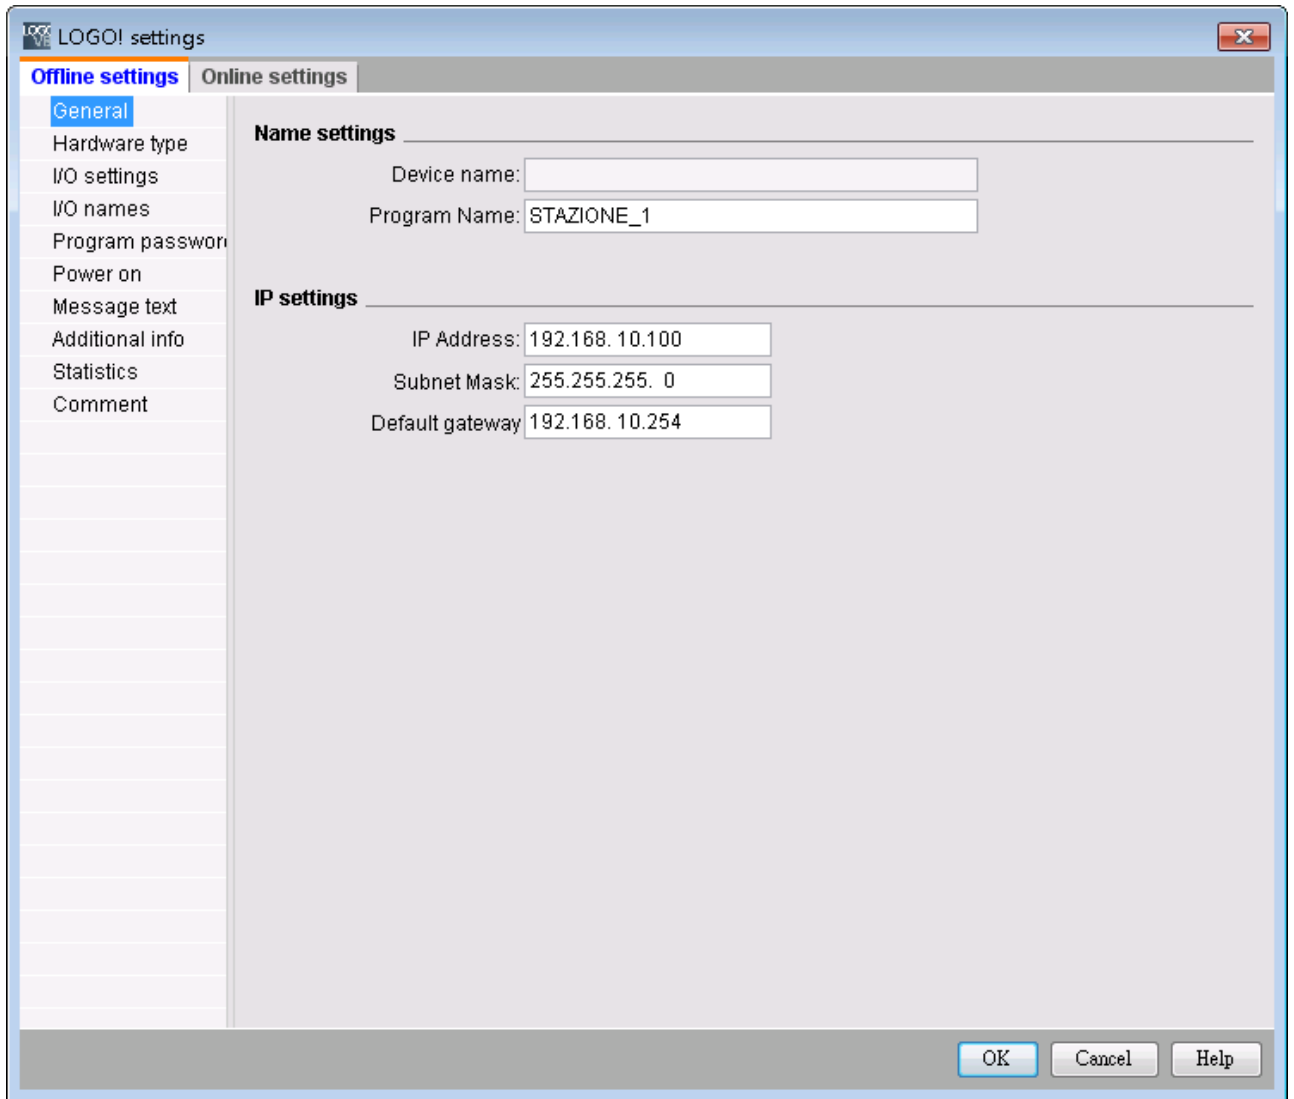 LOGO! settings
Offline settings Online settings
General
Hardware type
I/O settings
I/O names
Program passwor
Power on
Message text
Additional info
Statistics
Comment
Name settings
Device name:
Program Name: STAZIONE_1
IP settings
IP Address: 192.168. 10.100
Subnet Mask: 255.255.255. 0
Default gateway 192.168. 10.254
OK Cancel Help